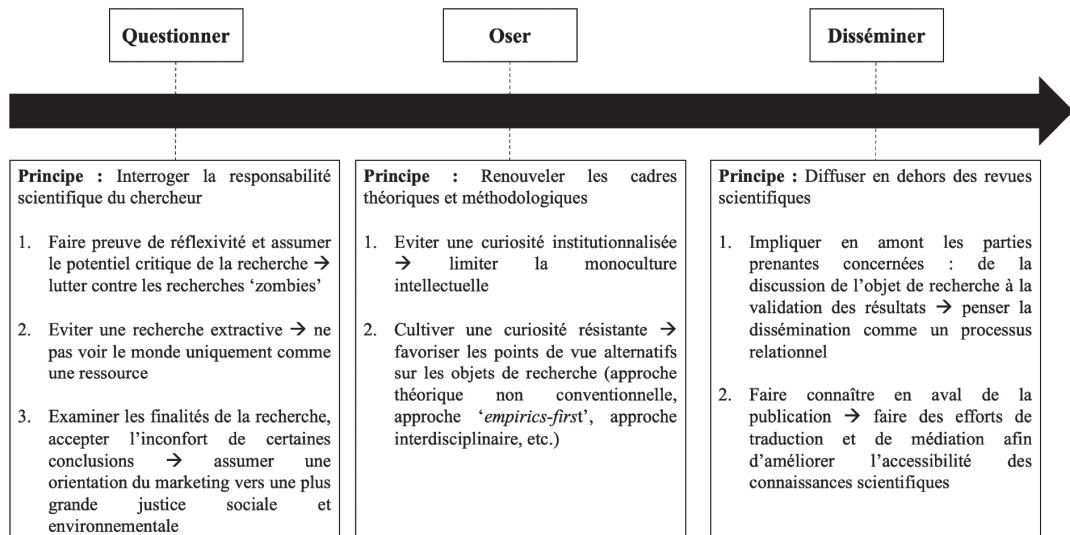 Questionner
Oser
Disséminer
Principe : Interroger la responsabilité
scientifique du chercheur
1. Faire preuve de réflexivité et assumer
le potentiel critique de la recherche →
lutter contre les recherches ‘zombies’
2. Eviter une recherche extractive → ne
pas voir le monde uniquement comme
une ressource
3. Examiner les finalités de la recherche,
accepter l’inconfort de certaines
conclusions → assumer une
orientation du marketing vers une plus
grande justice sociale et
environnementale
Principe : Renouveler les cadres
théoriques et méthodologiques
1. Eviter une curiosité institutionnalisée
→ limiter la monoculture
intellectuelle
2. Cultiver une curiosité résistante →
favoriser les points de vue alternatifs
sur les objets de recherche (approche
théorique non conventionnelle,
approche ‘empirics-first’, approche
interdisciplinaire, etc.)
Principe : Diffuser en dehors des revues
scientifiques
1. Impliquer en amont les parties
prenantes concernées : de la
discussion de l’objet de recherche à la
validation des résultats → penser la
dissémination comme un processus
relationnel
2. Faire connaître en aval de la
publication → faire des efforts de
traduction et de médiation afin
d’améliorer l’accessibilité des
connaissances scientifiques